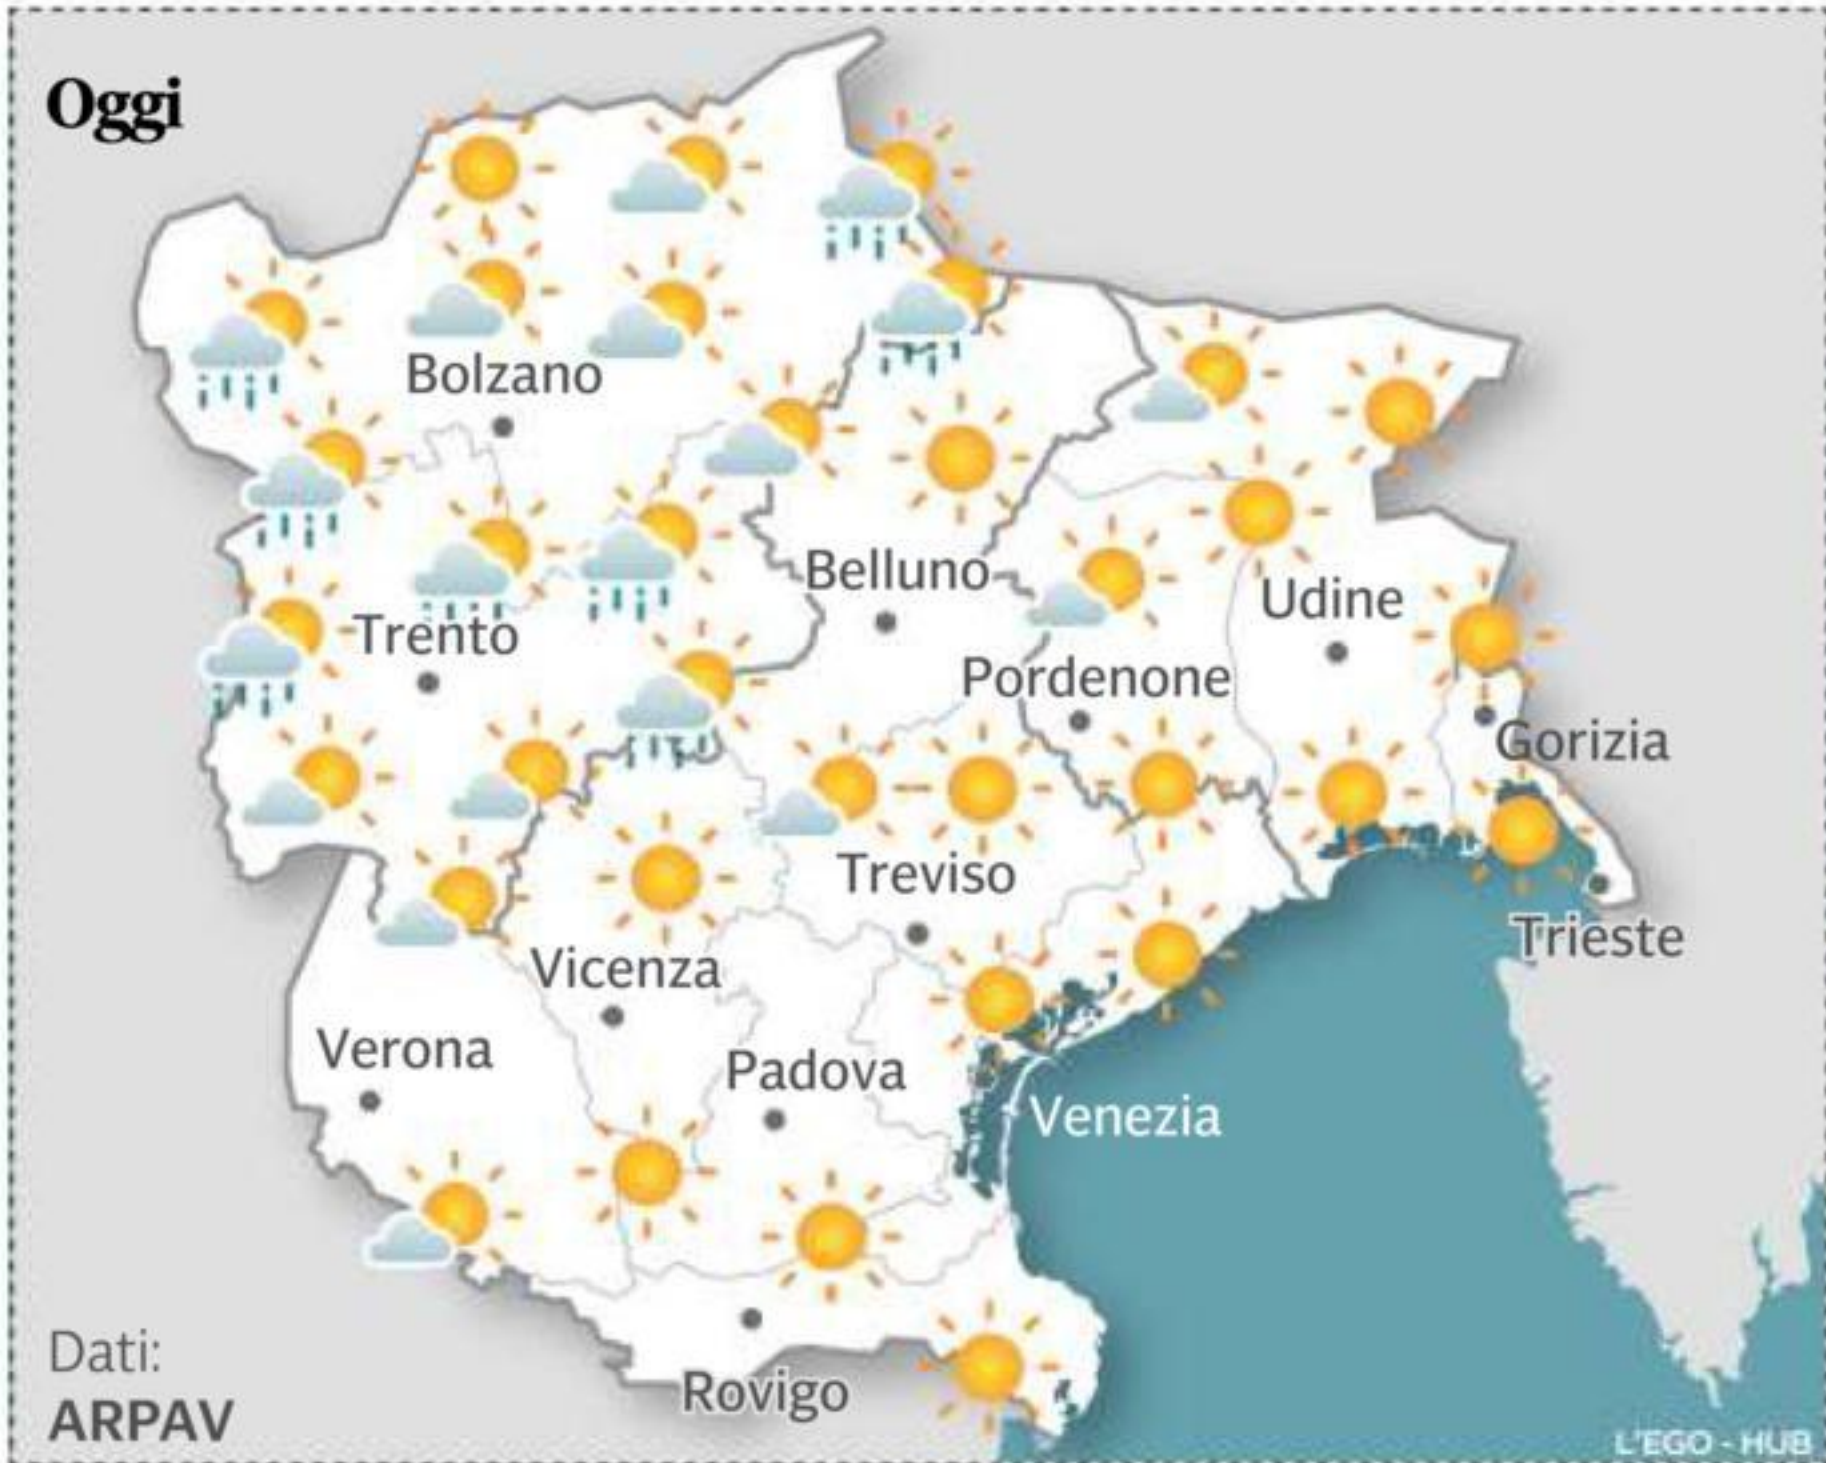 Oggi
Bolzano
Belluno
Udine
Trento
Pordenone
Gorizia
Treviso
Trieste
Vicenza
Verona
Padova
Venezia
Rovigo
Dati:
ARPAV
L'EGO - HUB